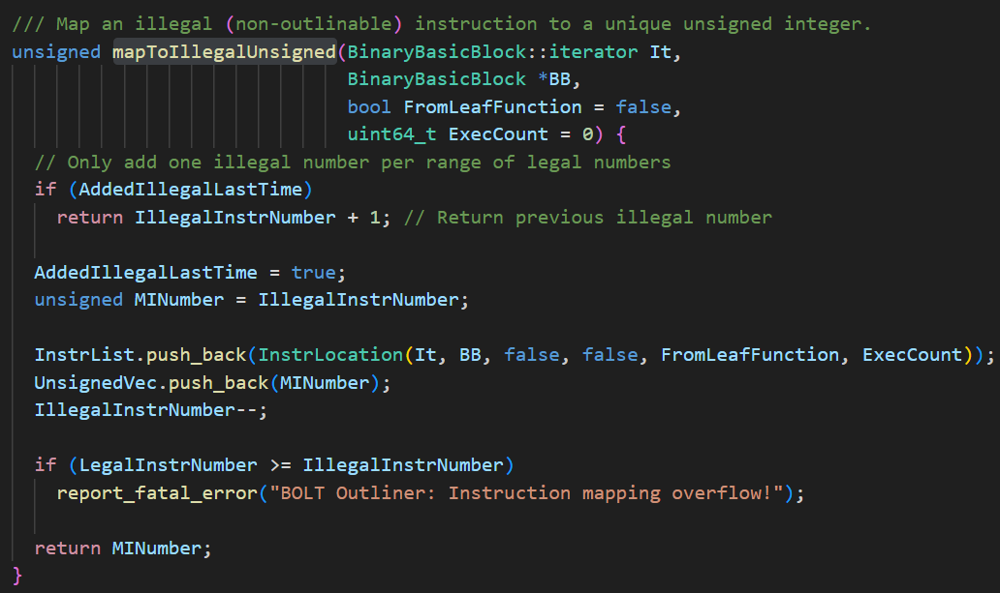 /// Map an illegal (non-outlinable) instruction to a unique unsigned integer.
unsigned mapToIllegalUnsigned(BinaryBasicBlock::iterator It,
                              BinaryBasicBlock *BB,
                              bool FromLeafFunction = false,
                              uint64_t ExecCount = 0) {
  // Only add one illegal number per range of legal numbers
  if (AddedIllegalLastTime)
    return IllegalInstrNumber + 1; // Return previous illegal number

  AddedIllegalLastTime = true;
  unsigned MINumber = IllegalInstrNumber;

  InstrList.push_back(InstrLocation(It, BB, false, false, FromLeafFunction, ExecCount));
  UnsignedVec.push_back(MINumber);
  IllegalInstrNumber--;

  if (LegalInstrNumber >= IllegalInstrNumber)
    report_fatal_error("BOLT Outliner: Instruction mapping overflow!");

  return MINumber;
}